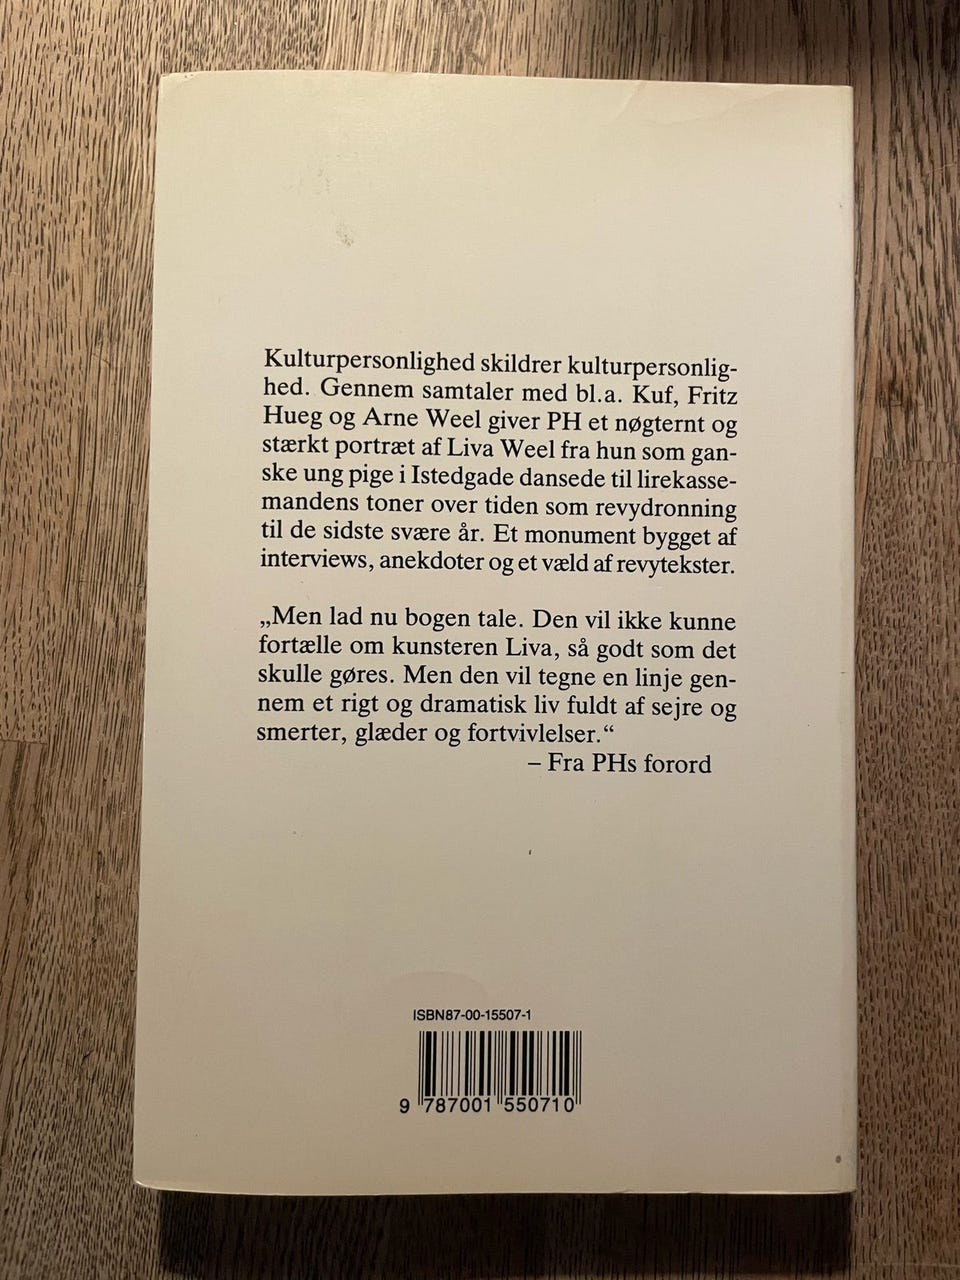 Kulturpersonlighed skildrer kulturpersonlig-
hed. Gennem samtaler med bl.a. Kuf, Fritz
Hueg og Arne Weel giver PH et nøgternt og
stærkt portræt af Liva Weel fra hun som gan-
ske ung pige i Istedgade dansede til lirekasse-
mandens toner over tiden som revydronning
til de sidste svære år. Et monument bygget af
interviews, anekdoter og et væld af revytekster.
„Men lad nu bogen tale. Den vil ikke kunne
fortælle om kunsteren Liva, så godt som det
skulle gøres. Men den vil tegne en linje gen-
nem et rigt og dramatisk liv fuldt af sejre og
smerter, glæder og fortvivlelser.“
– Fra PHs forord
ISBN87-00-15507-1
9 787001 550710